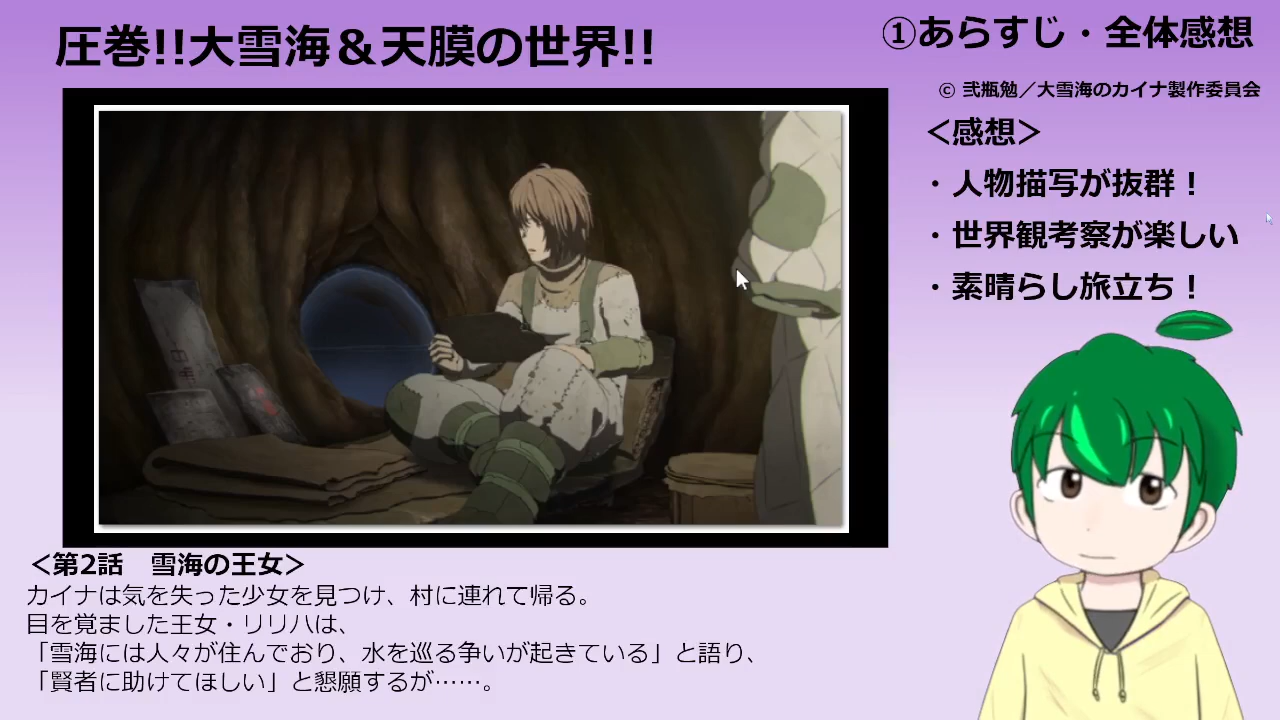 圧巻!!大雪海＆天膜の世界!!
①あらすじ・全体感想
© 弐瓶勉／大雪海のカイナ製作委員会
＜感想＞
・人物描写が抜群！
・世界観考察が楽しい
・素晴らし旅立ち！
＜第2話　雪海の王女＞
カイナは気を失った少女を見つけ、村に連れて帰る。
目を覚ました王女・リリハは、
「雪海には人々が住んでおり、水を巡る争いが起きている」と語り、
「賢者に助けてほしい」と懇願するが……。